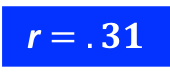 r = . 31